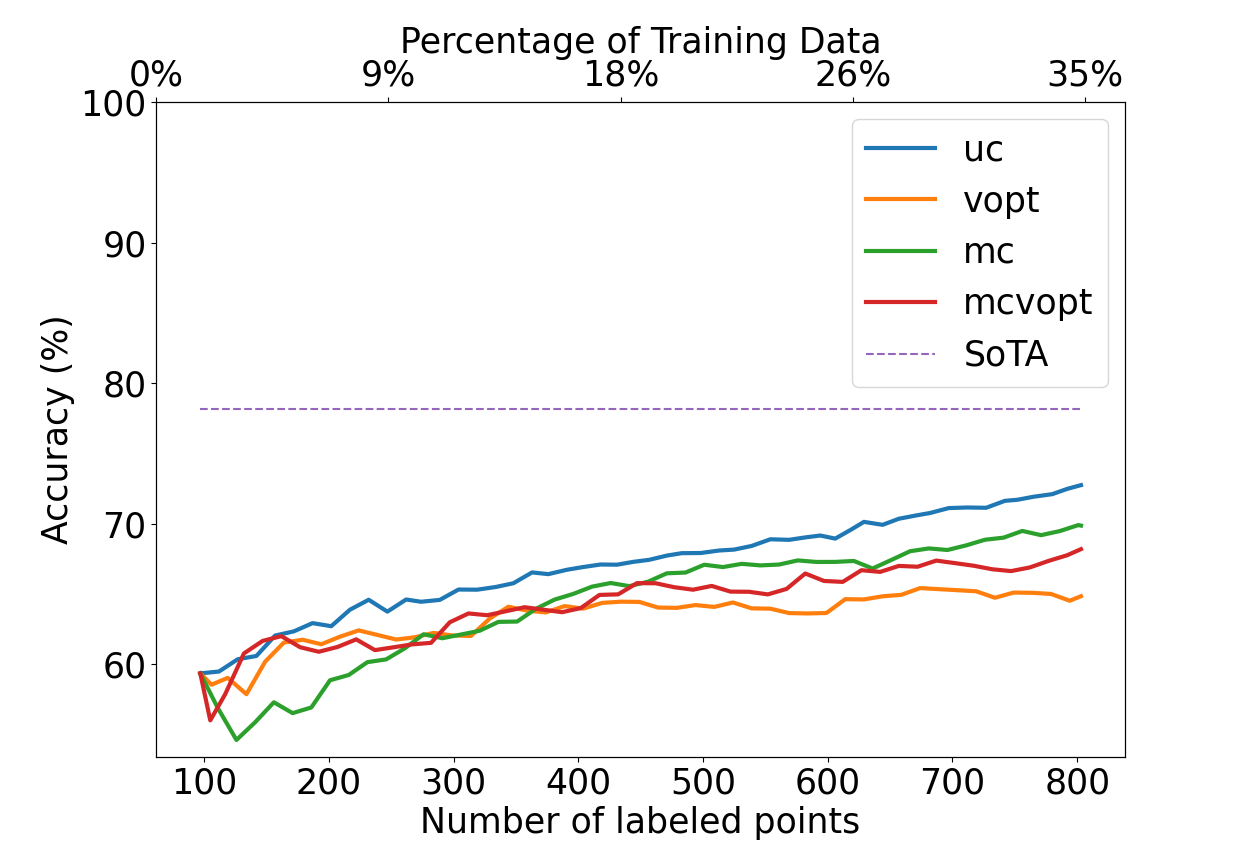 Percentage of Training Data
0% 9% 18% 26% 35%
100
90
80
70
60
Accuracy (%)
uc
vopt
mc
mcvopt
SoTA
100 200 300 400 500 600 700 800
Number of labeled points